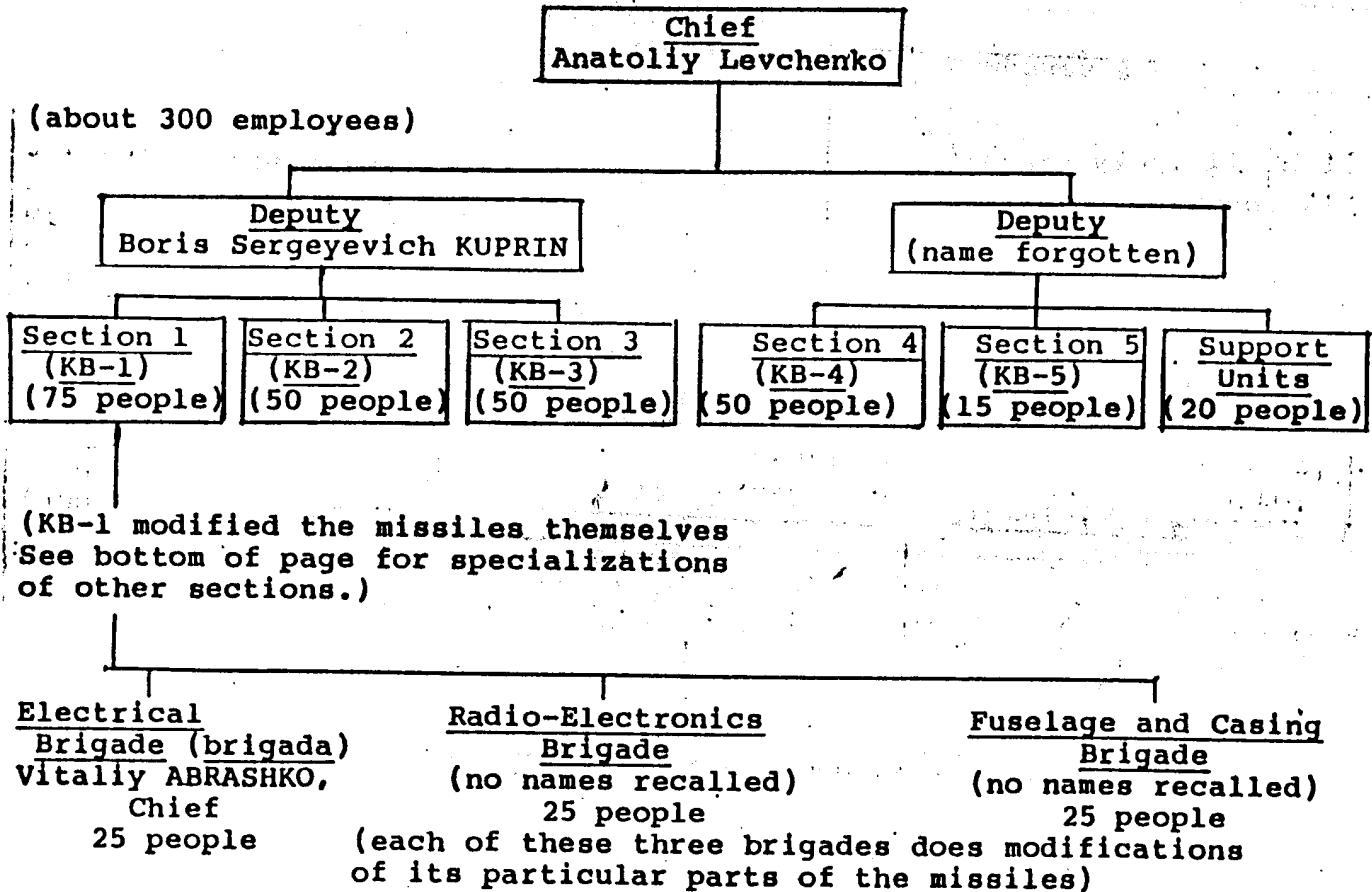 Chief
Anatoliy Levchenko
(about 300 employees)
Deputy
Boris Sergeyevich KUPRIN
Deputy
(name forgotten)
Section 1
(KB-1)
(75 people)
Section 2
(KB-2)
(50 people)
Section 3
(KB-3)
(50 people)
Section 4
(KB-4)
(50 people)
Section 5
(KB-5)
(15 people)
Support
Units
(20 people)
(KB-1 modified the missiles themselves
See bottom of page for specializations
of other sections.)
Electrical
Brigade (brigada)
Vitaliy ABRASHKO,
Chief
25 people
Radio-Electronics
Brigade
(no names recalled)
25 people
Fuselage and Casing
Brigade
(no names recalled)
25 people
(each of these three brigades does modifications
of its particular parts of the missiles)